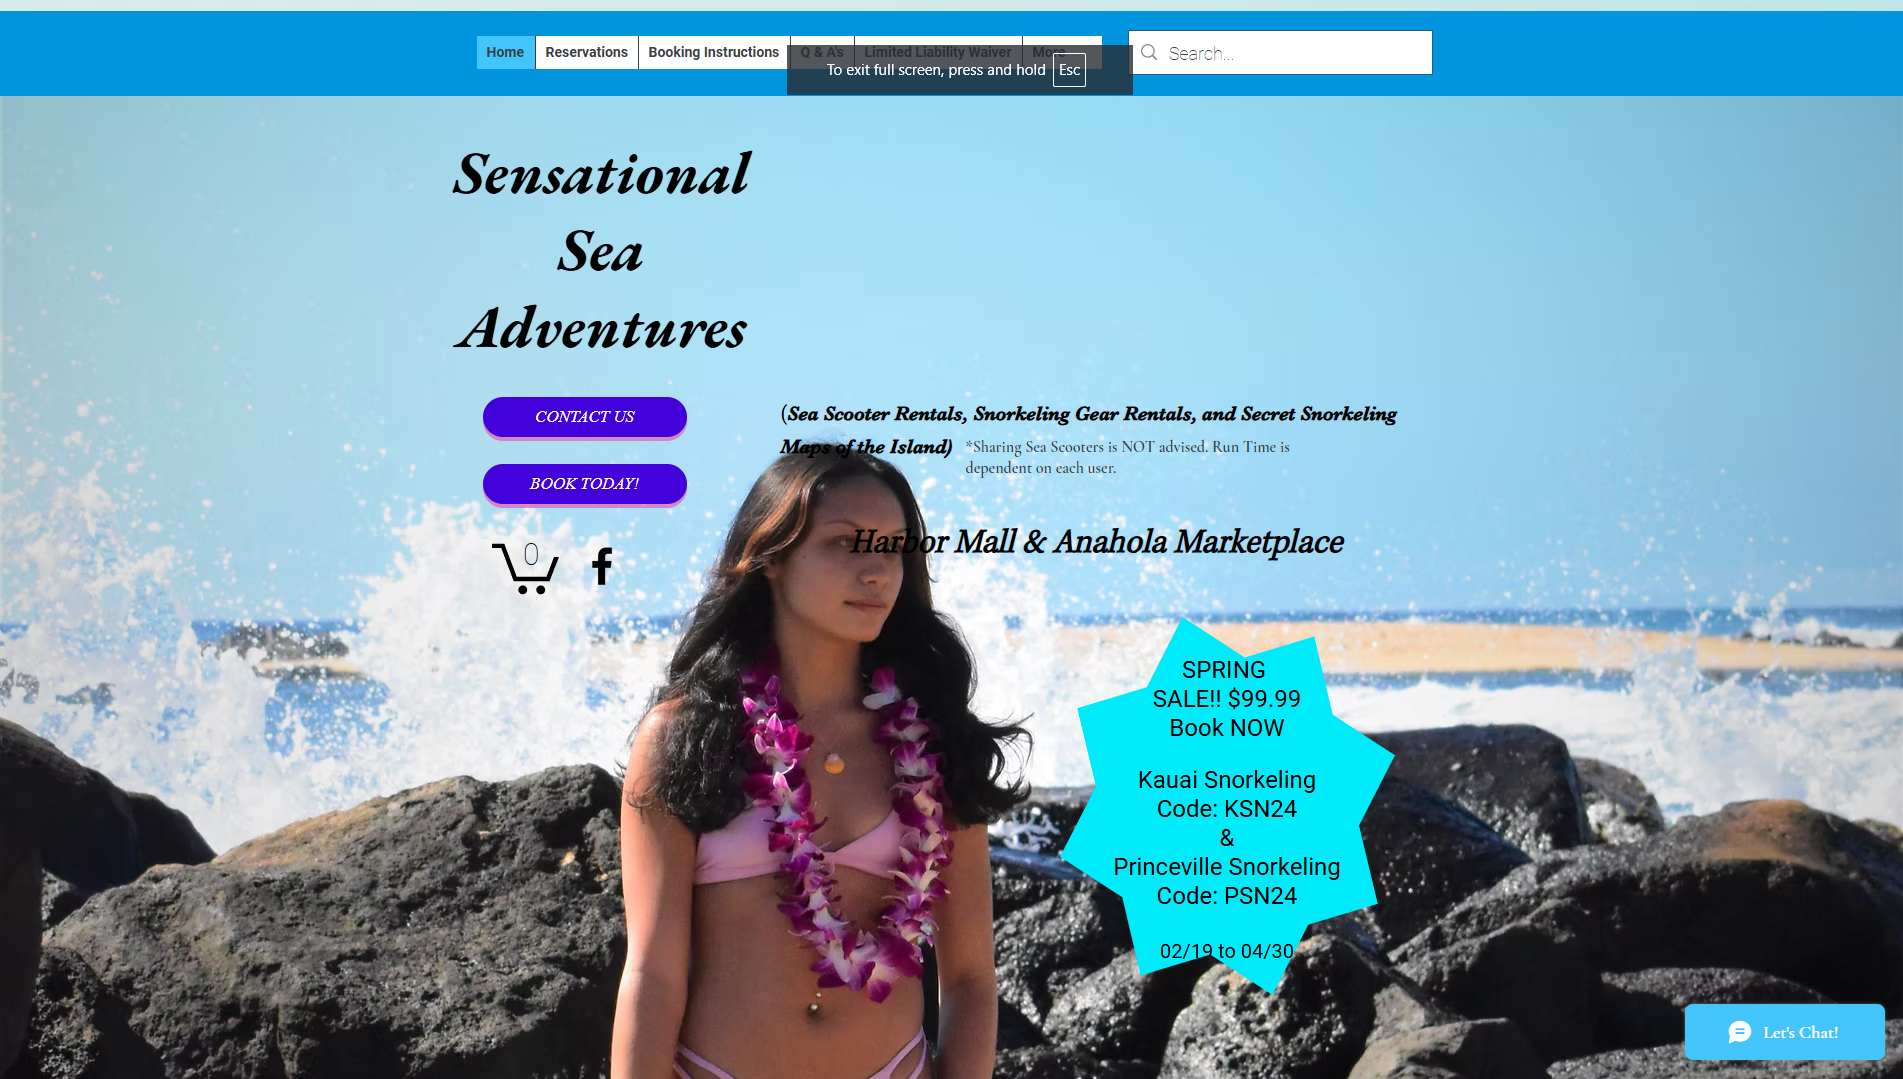 Home
Reservations
Booking Instructions
Q & A's
Limited Liability Waiver
More
Search...
To exit full screen, press and hold Esc
Sensational
Sea
Adventures
CONTACT US
BOOK TODAY!
0
(Sea Scooter Rentals, Snorkeling Gear Rentals, and Secret Snorkeling
Maps of the Island)
*Sharing Sea Scooters is NOT advised. Run Time is
dependent on each user.
Harbor Mall & Anahola Marketplace
SPRING
SALE!! $99.99
Book NOW
Kauai Snorkeling
Code: KSN24
&
Princeville Snorkeling
Code: PSN24
02/19 to 04/30
Let's Chat!